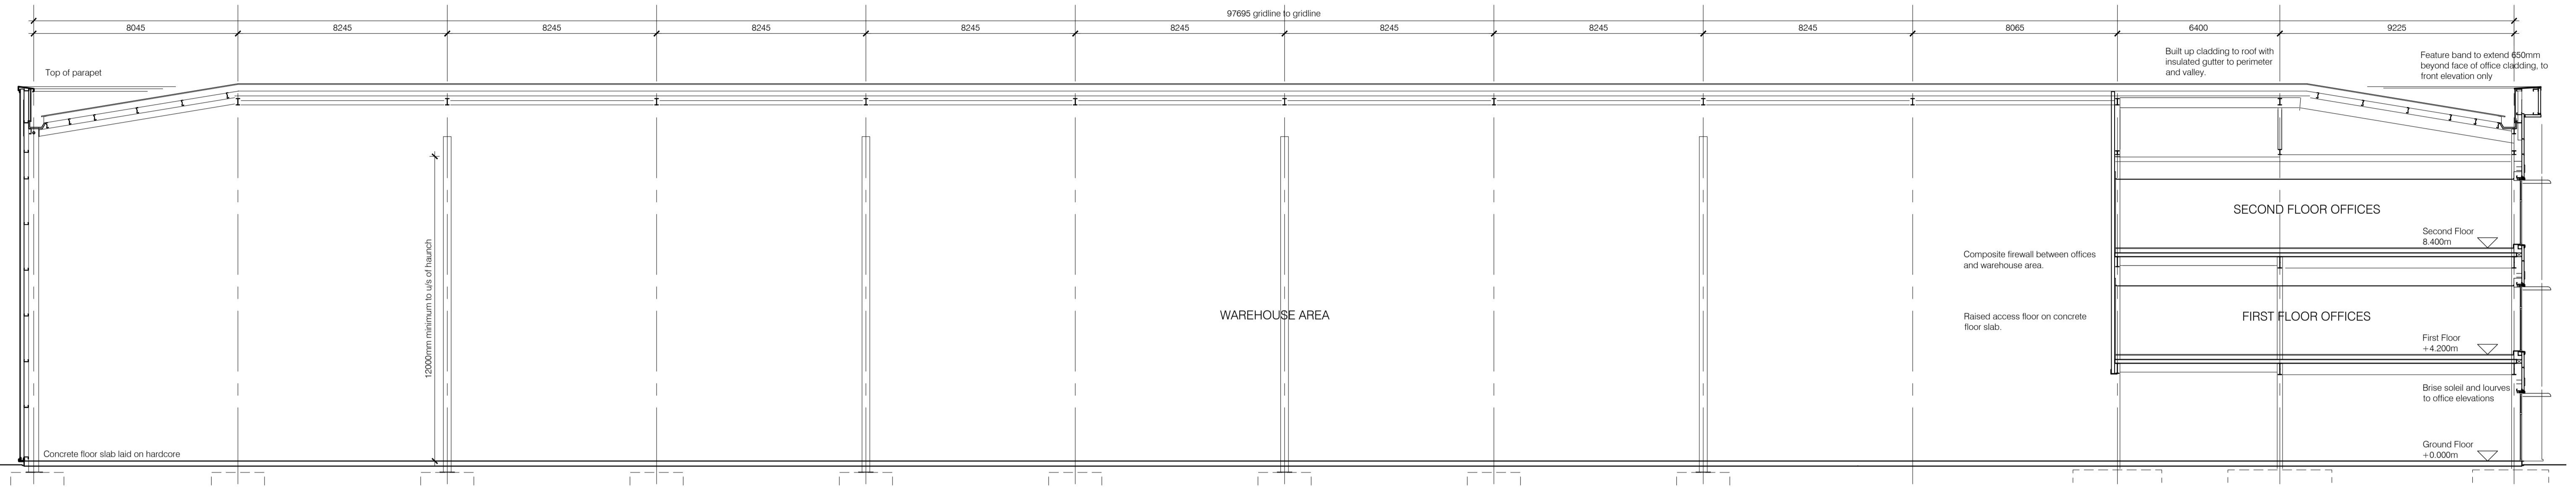 97695 gridline to gridline
8045
8245
8245
8245
8245
8245
8245
8245
8245
8065
6400
9225
Top of parapet
Built up cladding to roof with
insulated gutter to perimeter
and valley.
Feature band to extend 650mm
beyond face of office cladding, to
front elevation only
12000mm minimum to u/s of haunch
SECOND FLOOR OFFICES
Second Floor
8.400m
Composite firewall between offices
and warehouse area.
WAREHOUSE AREA
Raised access floor on concrete
floor slab.
FIRST FLOOR OFFICES
First Floor
+4.200m
Brise soleil and lourves
to office elevations
Concrete floor slab laid on hardcore
Ground Floor
+0.000m